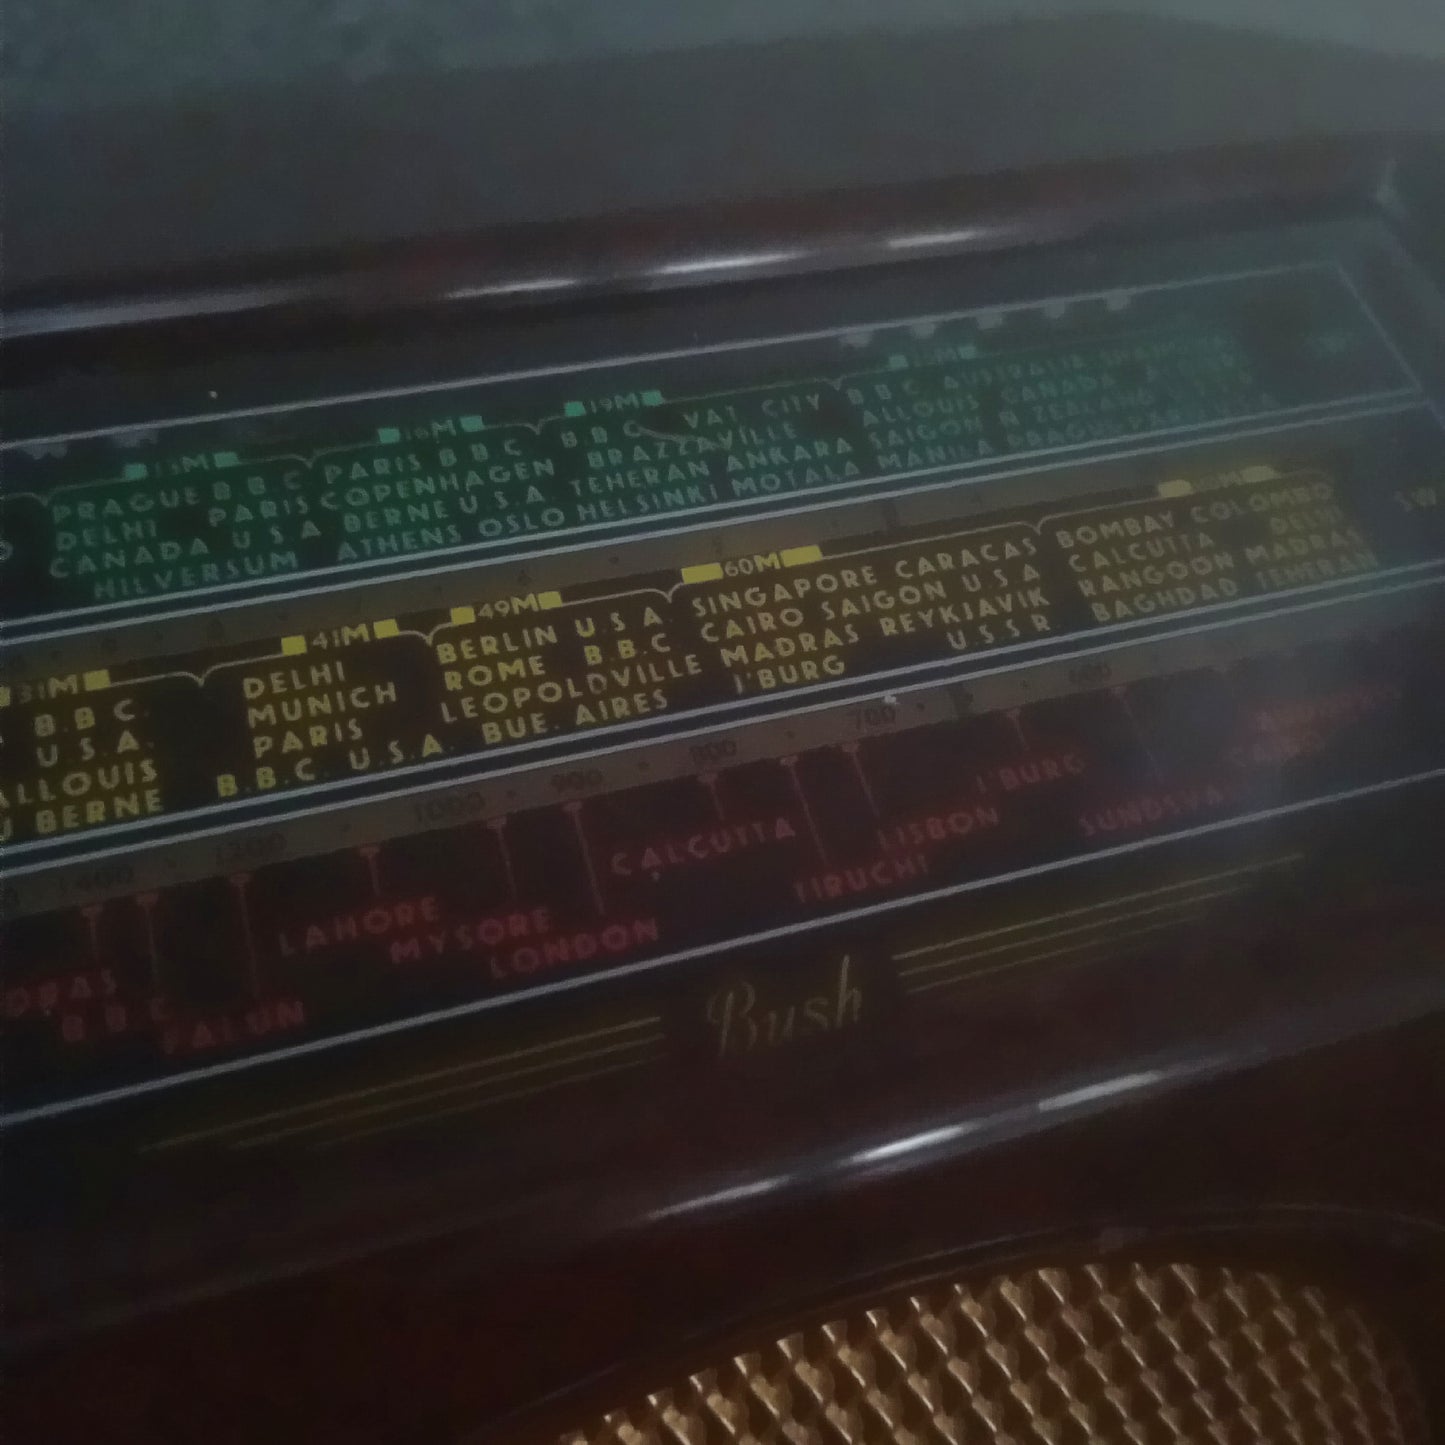 13M 16M 19M 25M
PRAGUE B.B.C PARIS B.B.C B.B.C. VAT. CITY B.B.C. AUSTRALIA
DELHI PARIS COPENHAGEN BRAZZAVILLE ALLOUIS CANADA
CANADA U.S.A BERNE U.S.A. TEHERAN ANKARA SAIGON N. ZEALAND
HILVERSUM ATHENS OSLO HELSINKI MOTALA MANILA PRAGUE
31M 41M 49M 60M
B.B.C. DELHI BERLIN U.S.A. SINGAPORE CARACAS BOMBAY COLOMBO
U.S.A. MUNICH ROME B.B.C CAIRO SAIGON U.S.A CALCUTTA DELHI
ALLOUIS PARIS LEOPOLDVILLE MADRAS REYKJAVIK RANGOON MADRAS
BERNE B.B.C. U.S.A. BUE. AIRES J'BURG U.S.S.R. BAGHDAD TEHERAN
SW
1400 1200 1000 900 800 700 600
LAHORE CALCUTTA J'BURG
MYSORE LISBON
B.B.C LONDON TIRUCHI SUNDSVALL
FALUN
Bush